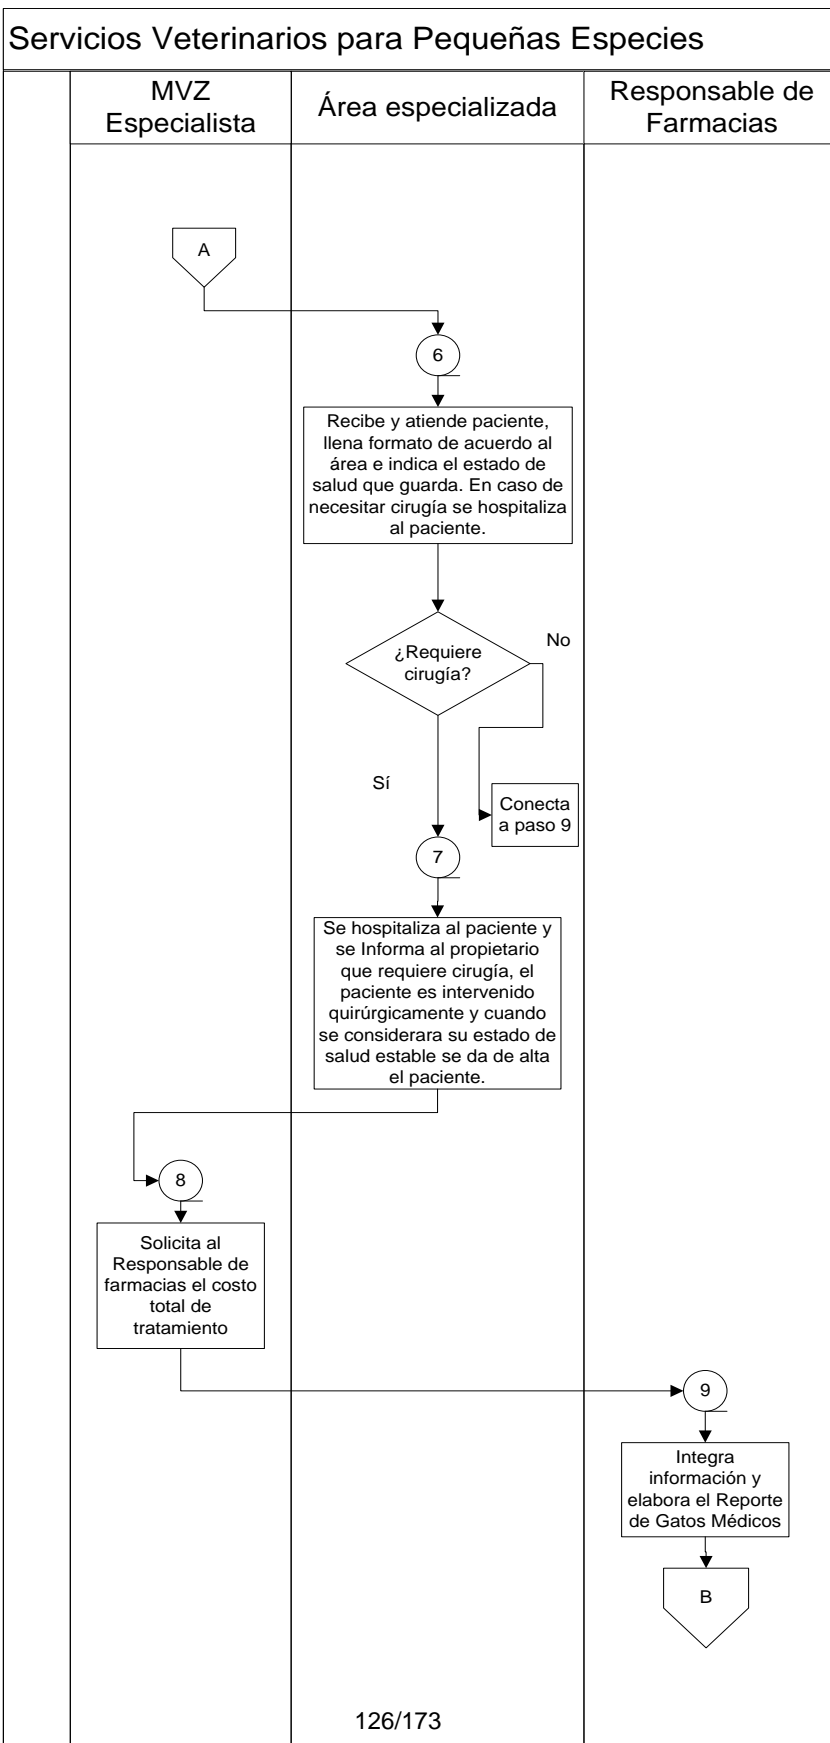 Servicios Veterinarios para Pequeñas Especies
MVZ
Especialista
Área especializada
Responsable de
Farmacias
A
6
Recibe y atiende paciente,
llena formato de acuerdo al
área e indica el estado de
salud que guarda. En caso de
necesitar cirugía se hospitaliza
al paciente.
¿Requiere
cirugía?
No
Sí
Conecta
a paso 9
7
Se hospitaliza al paciente y
se Informa al propietario
que requiere cirugía, el
paciente es intervenido
quirúrgicamente y cuando
se considerara su estado de
salud estable se da de alta
el paciente.
8
Solicita al
Responsable de
farmacias el costo
total de
tratamiento
9
Integra
información y
elabora el Reporte
de Gatos Médicos
B
126/173